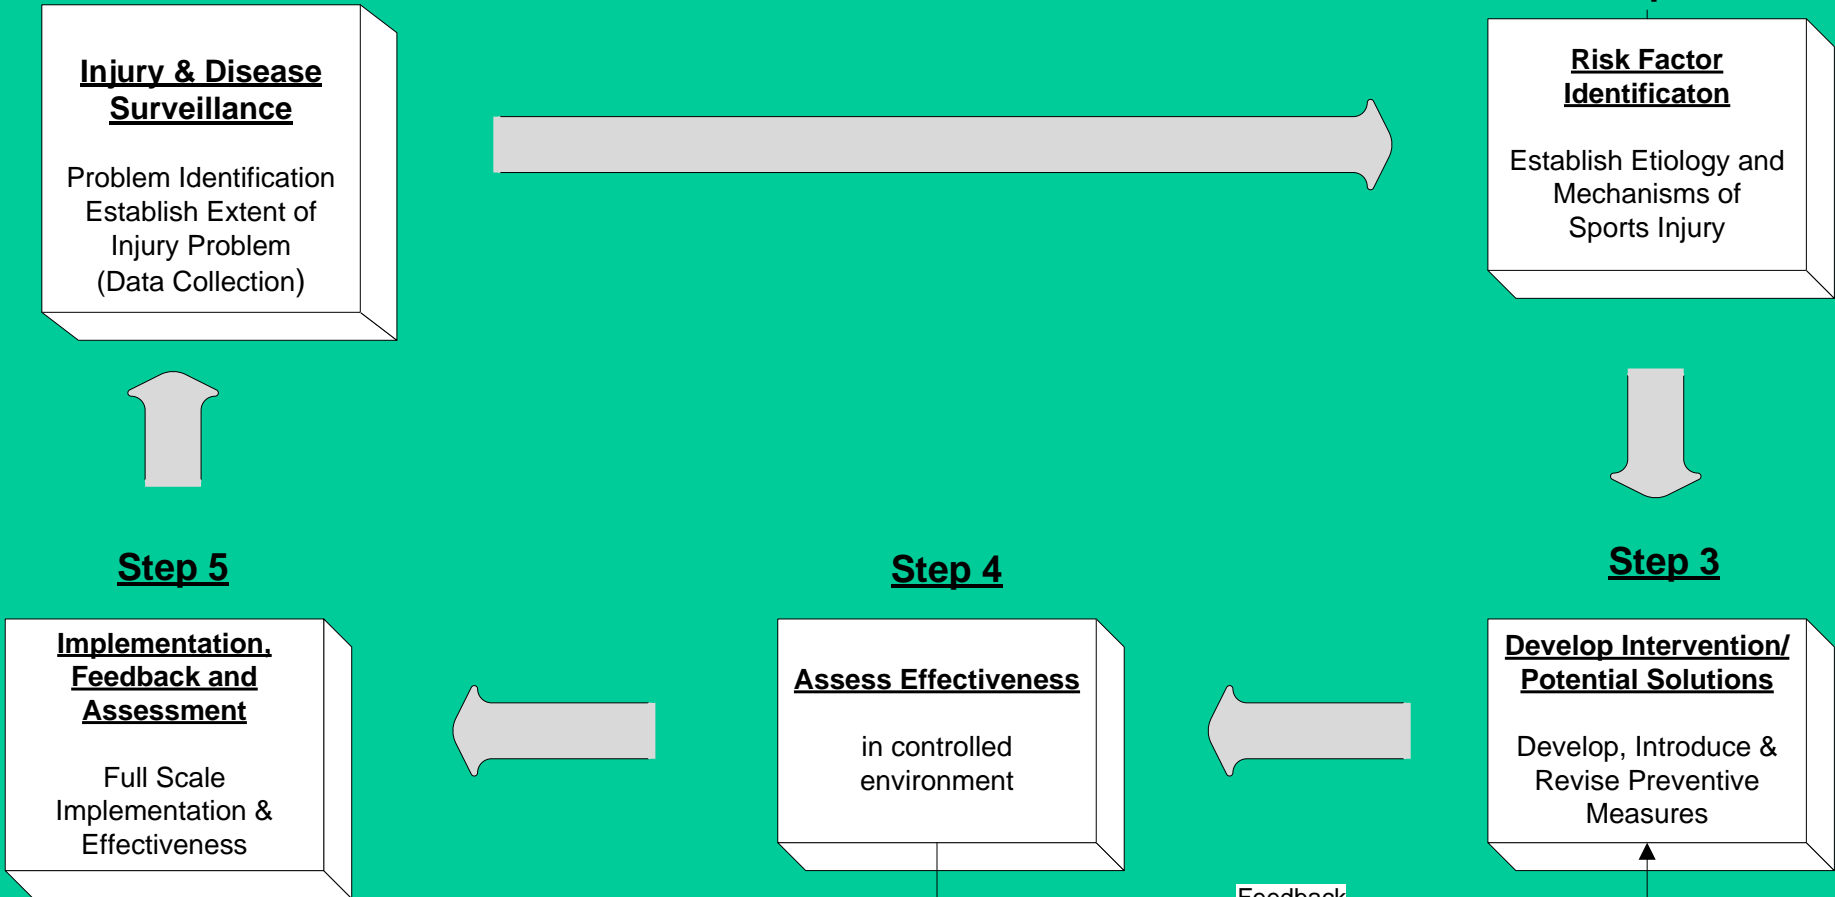 Injury & Disease
Surveillance
Problem Identification
Establish Extent of
Injury Problem
(Data Collection)
Risk Factor
Identificaton
Establish Etiology and
Mechanisms of
Sports Injury
Step 3
Develop Intervention/
Potential Solutions
Develop, Introduce &
Revise Preventive
Measures
Step 4
Assess Effectiveness
in controlled
environment
Step 5
Implementation,
Feedback and
Assessment
Full Scale
Implementation &
Effectiveness
Feedback